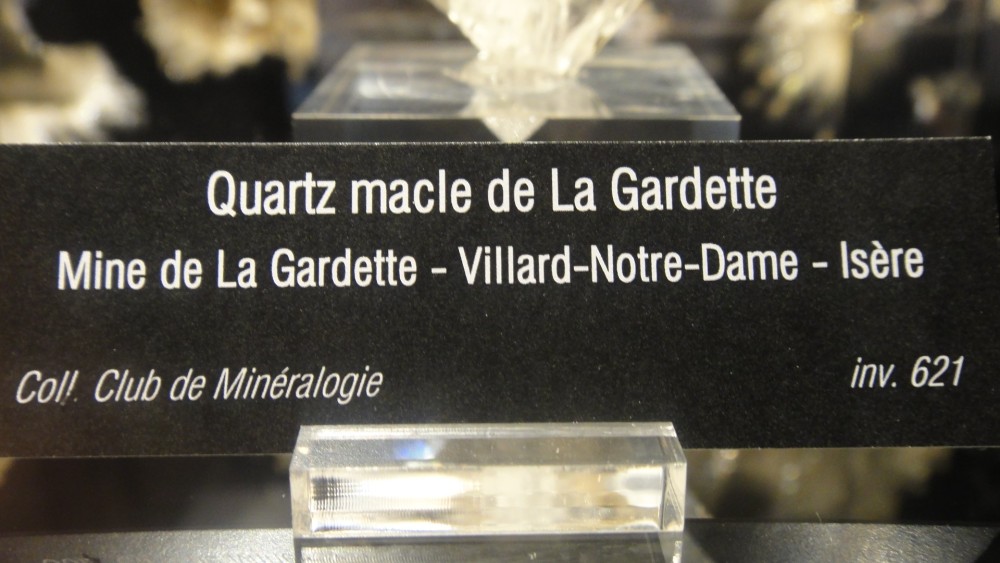 Quartz macle de La Gardette
Mine de La Gardette - Villard-Notre-Dame - Isère
Coll. Club de Minéralogie
inv. 621